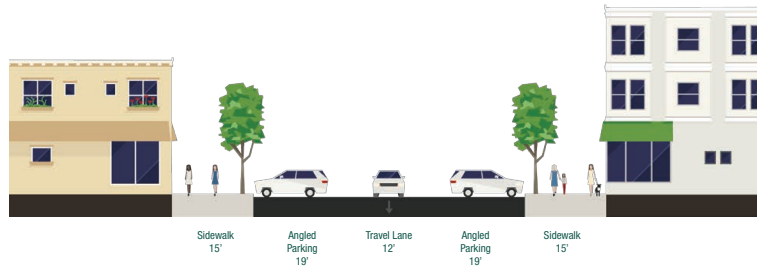 Sidewalk
15'
Angled
Parking
19'
Travel Lane
12'
Angled
Parking
19'
Sidewalk
15'